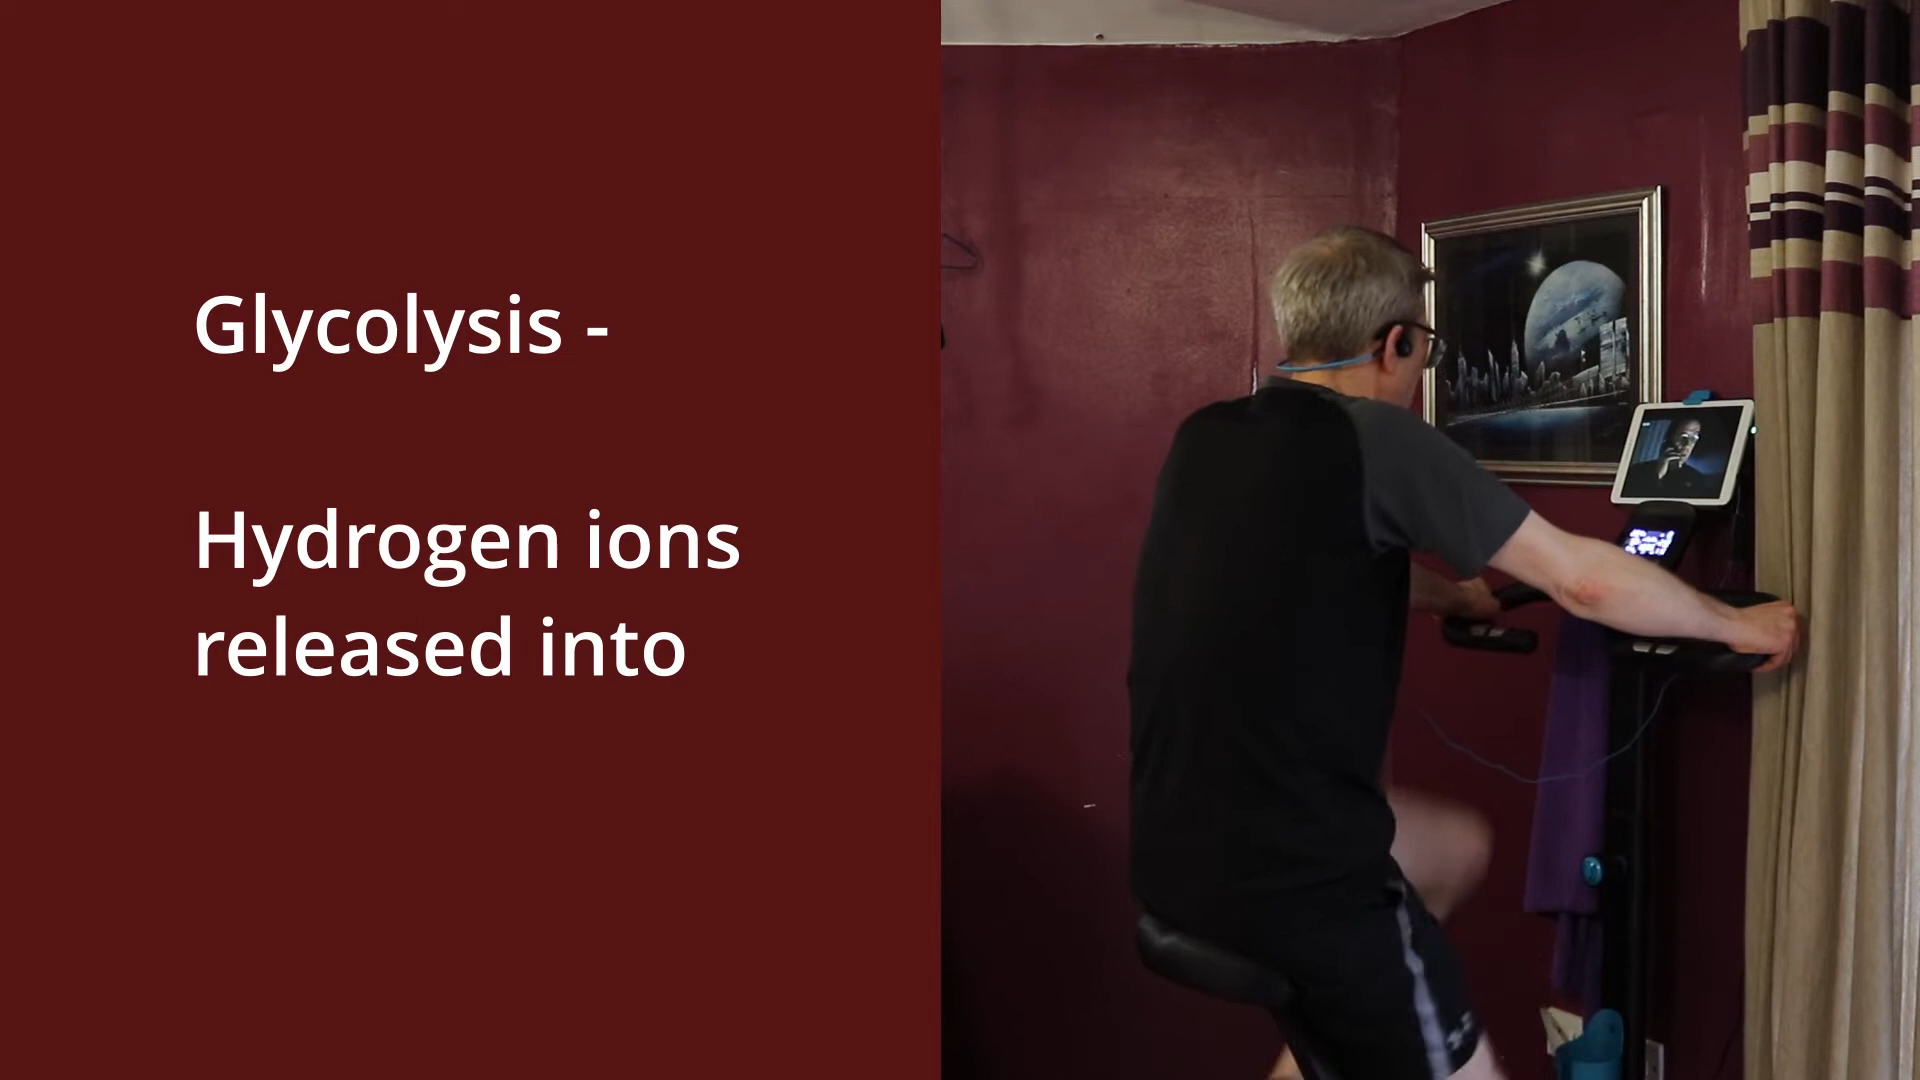 Glycolysis -
Hydrogen ions
released into